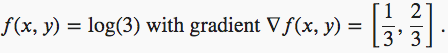 f(x, y) = log(3) with gradient ∇f(x, y) = [1/3, 2/3].